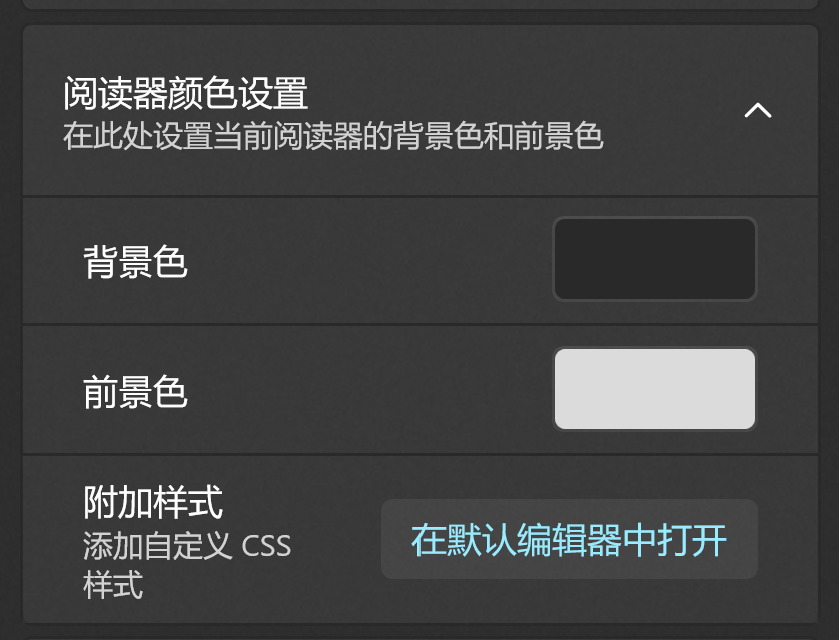 阅读器颜色设置
在此处设置当前阅读器的背景色和前景色
背景色
前景色
附加样式
添加自定义 CSS
样式
在默认编辑器中打开